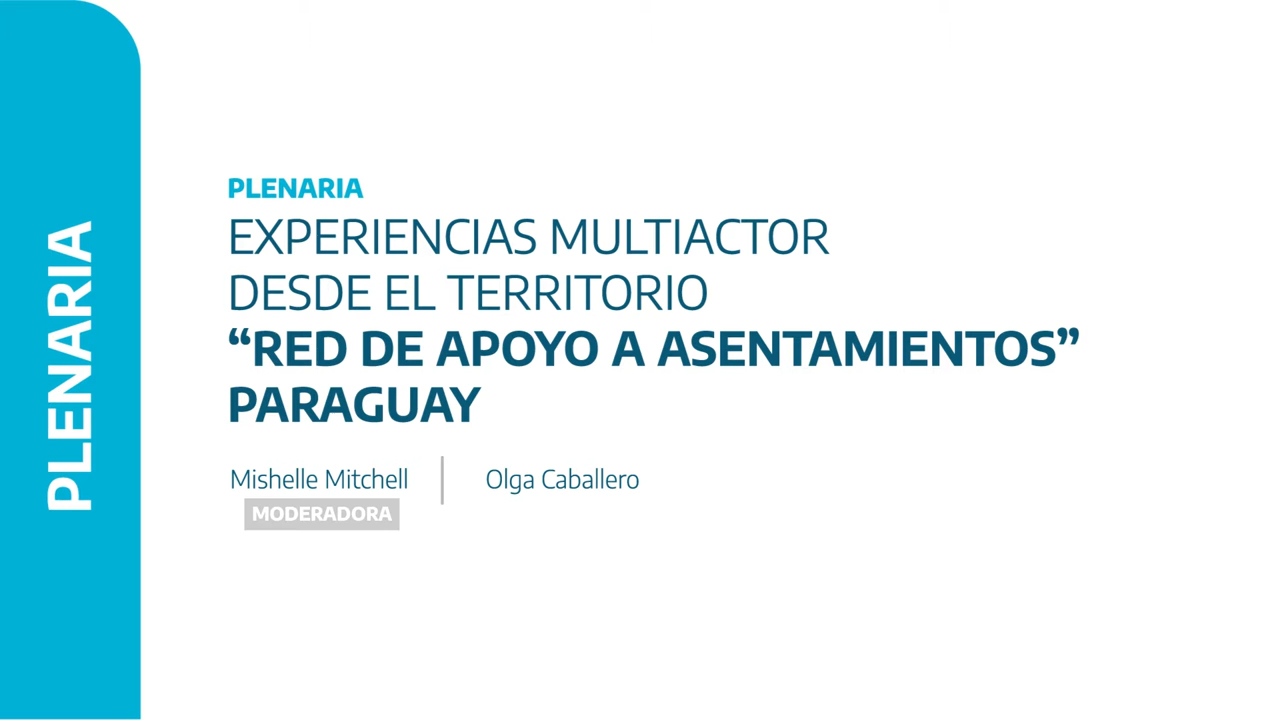 PLENARIA
PLENARIA
EXPERIENCIAS MULTIACTOR
DESDE EL TERRITORIO
“RED DE APOYO A ASENTAMIENTOS”
PARAGUAY
Mishelle Mitchell
MODERADORA
Olga Caballero